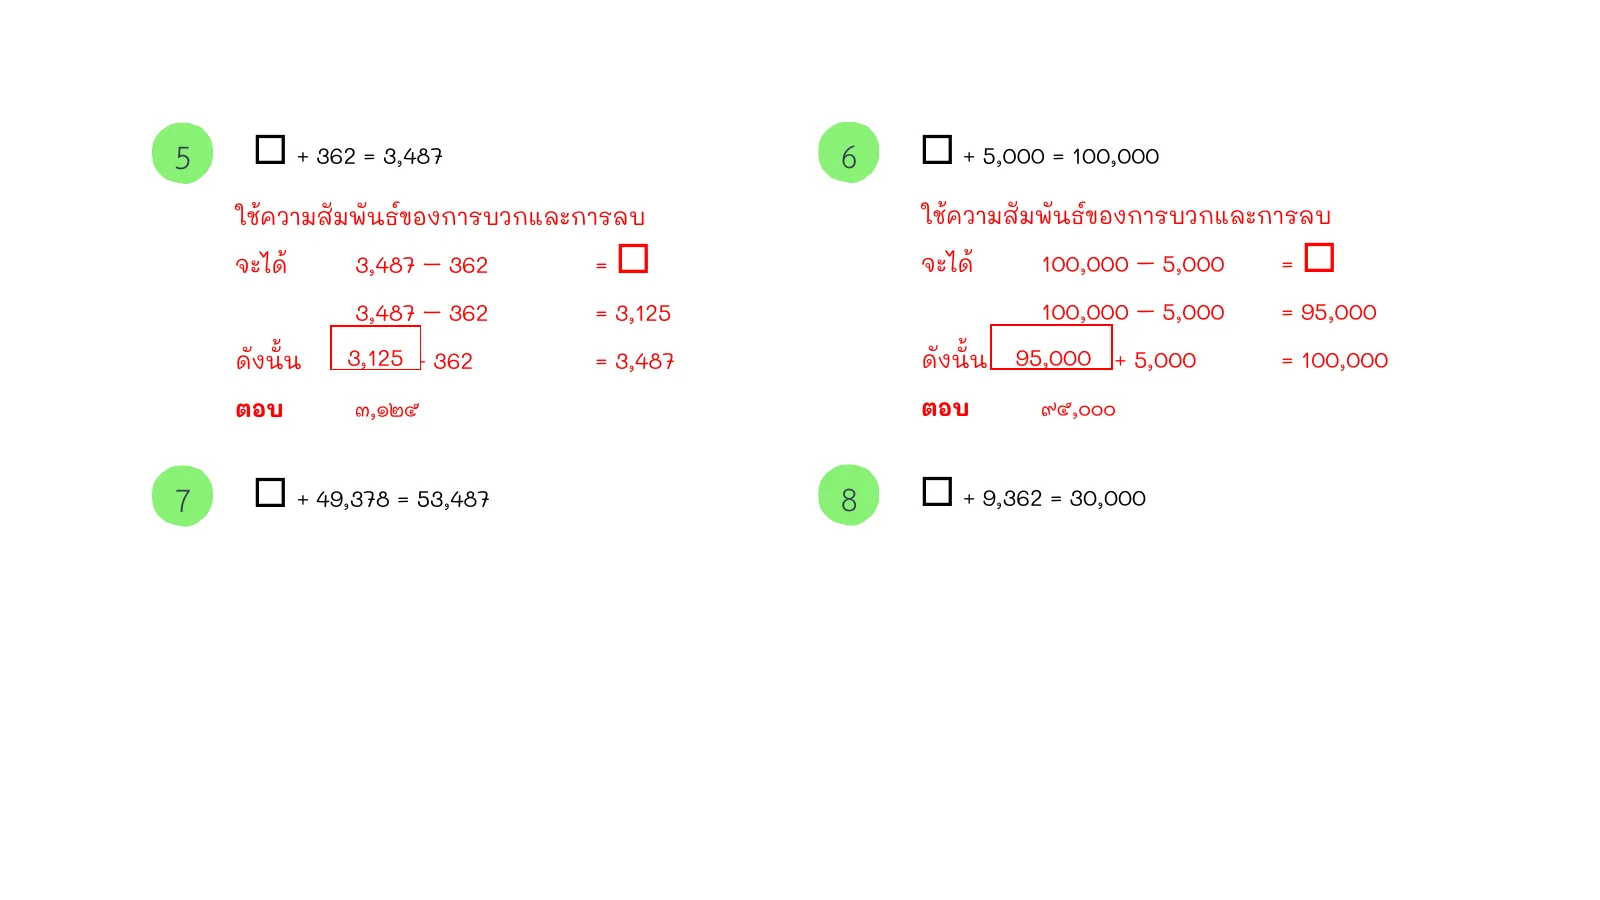 5
□ + 362 = 3,487
ใช้ความสัมพันธ์ของการบวกและการลบ
จะได้ 3,487 – 362 = □
3,487 – 362 = 3,125
ดังนั้น 3,125 - 362 = 3,487
ตอบ ๓,๑๒๕
6
□ + 5,000 = 100,000
ใช้ความสัมพันธ์ของการบวกและการลบ
จะได้ 100,000 – 5,000 = □
100,000 – 5,000 = 95,000
ดังนั้น 95,000 + 5,000 = 100,000
ตอบ ๙๕,๐๐๐
7
□ + 49,378 = 53,487
8
□ + 9,362 = 30,000